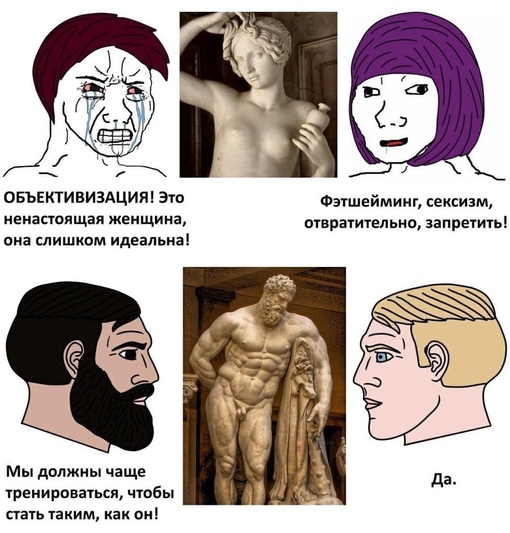 ОБЪЕКТИВИЗАЦИЯ! Это
ненастоящая женщина,
она слишком идеальна!
Фэтшейминг, сексизм,
отвратительно, запретить!
Мы должны чаще
тренироваться, чтобы
стать таким, как он!
Да.